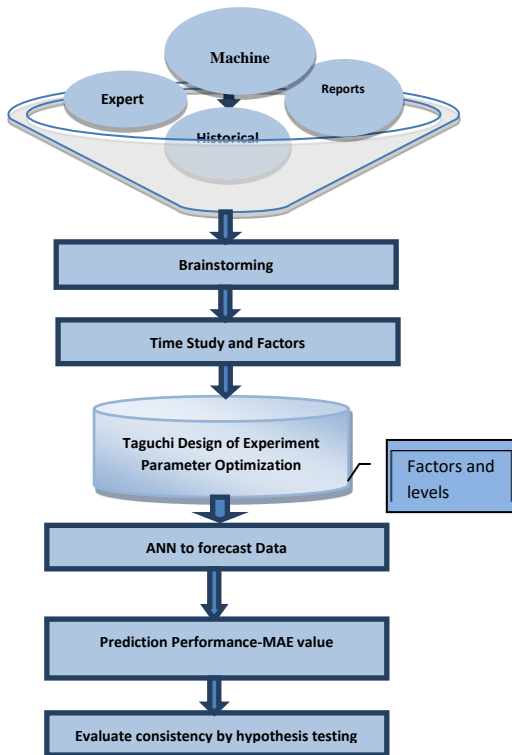 Machine
Expert
Reports
Historical
Brainstorming
Time Study and Factors
Taguchi Design of Experiment
Parameter Optimization
Factors and
levels
ANN to forecast Data
Prediction Performance-MAE value
Evaluate consistency by hypothesis testing